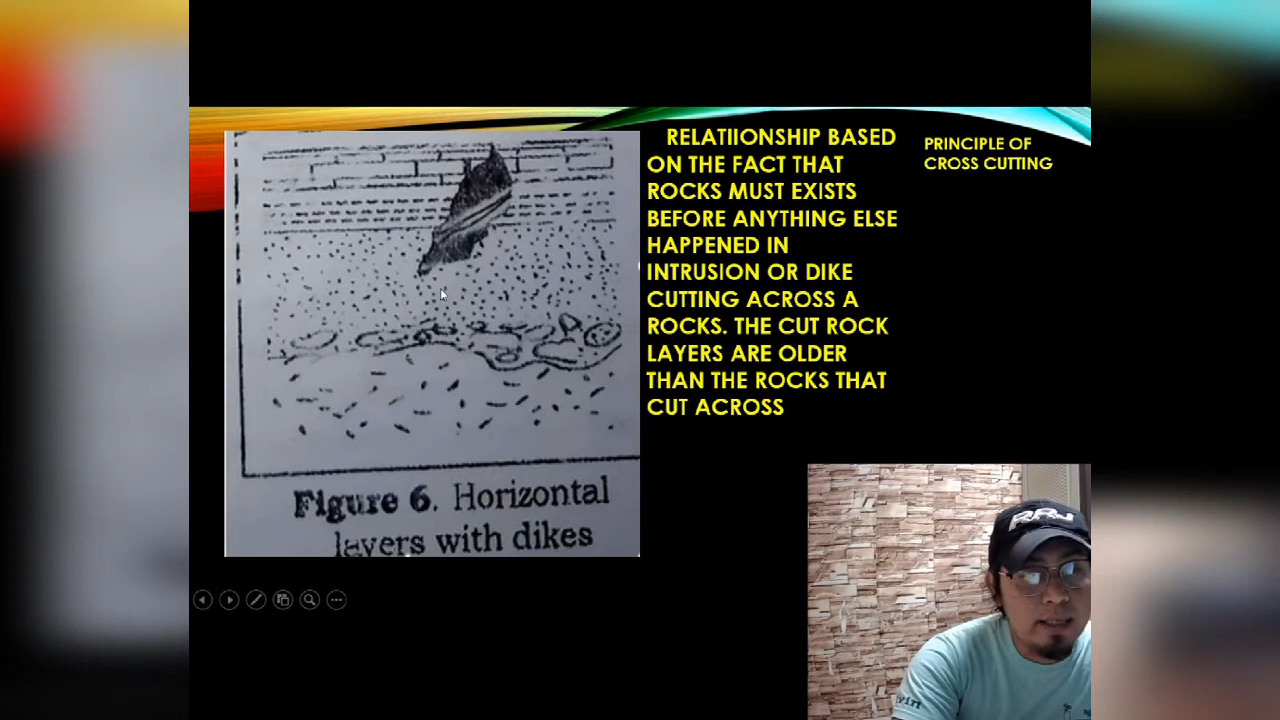 RELATIIONSHIP BASED
ON THE FACT THAT
ROCKS MUST EXISTS
BEFORE ANYTHING ELSE
HAPPENED IN
INTRUSION OR DIKE
CUTTING ACROSS A
ROCKS. THE CUT ROCK
LAYERS ARE OLDER
THAN THE ROCKS THAT
CUT ACROSS
PRINCIPLE OF
CROSS CUTTING
Figure 6. Horizontal
layers with dikes